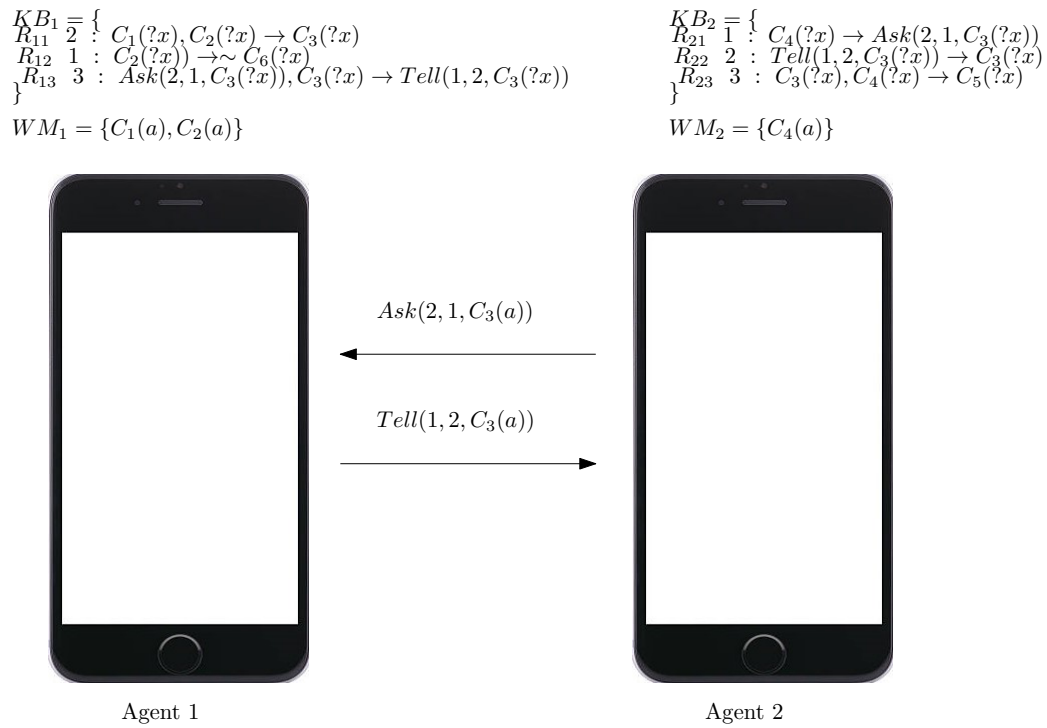 KB₁ = {
R₁₁ 2 : C₁(?x), C₂(?x) → C₃(?x)
R₁₂ 1 : C₂(?x)) →∼ C₆(?x)
R₁₃ 3 : Ask(2, 1, C₃(?x)), C₃(?x) → Tell(1, 2, C₃(?x))
}
WM₁ = {C₁(a), C₂(a)}
KB₂ = {
R₂₁ 1 : C₄(?x) → Ask(2, 1, C₃(?x))
R₂₂ 2 : Tell(1, 2, C₃(?x)) → C₃(?x)
R₂₃ 3 : C₃(?x), C₄(?x) → C₅(?x)
}
WM₂ = {C₄(a)}
Ask(2, 1, C₃(a))
Tell(1, 2, C₃(a))
Agent 1
Agent 2